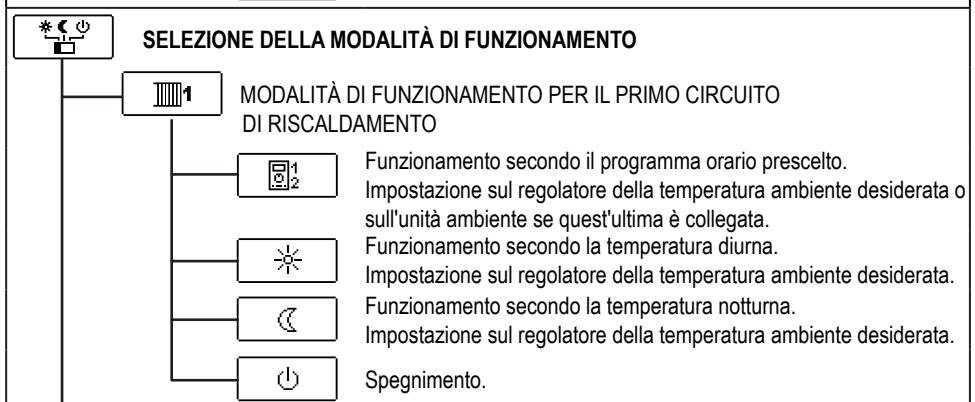 SELEZIONE DELLA MODALITÀ DI FUNZIONAMENTO
1 MODALITÀ DI FUNZIONAMENTO PER IL PRIMO CIRCUITO
DI RISCALDAMENTO
1
2
Funzionamento secondo il programma orario prescelto.
Impostazione sul regolatore della temperatura ambiente desiderata o
sull'unità ambiente se quest'ultima è collegata.
Funzionamento secondo la temperatura diurna.
Impostazione sul regolatore della temperatura ambiente desiderata.
Funzionamento secondo la temperatura notturna.
Impostazione sul regolatore della temperatura ambiente desiderata.
Spegnimento.